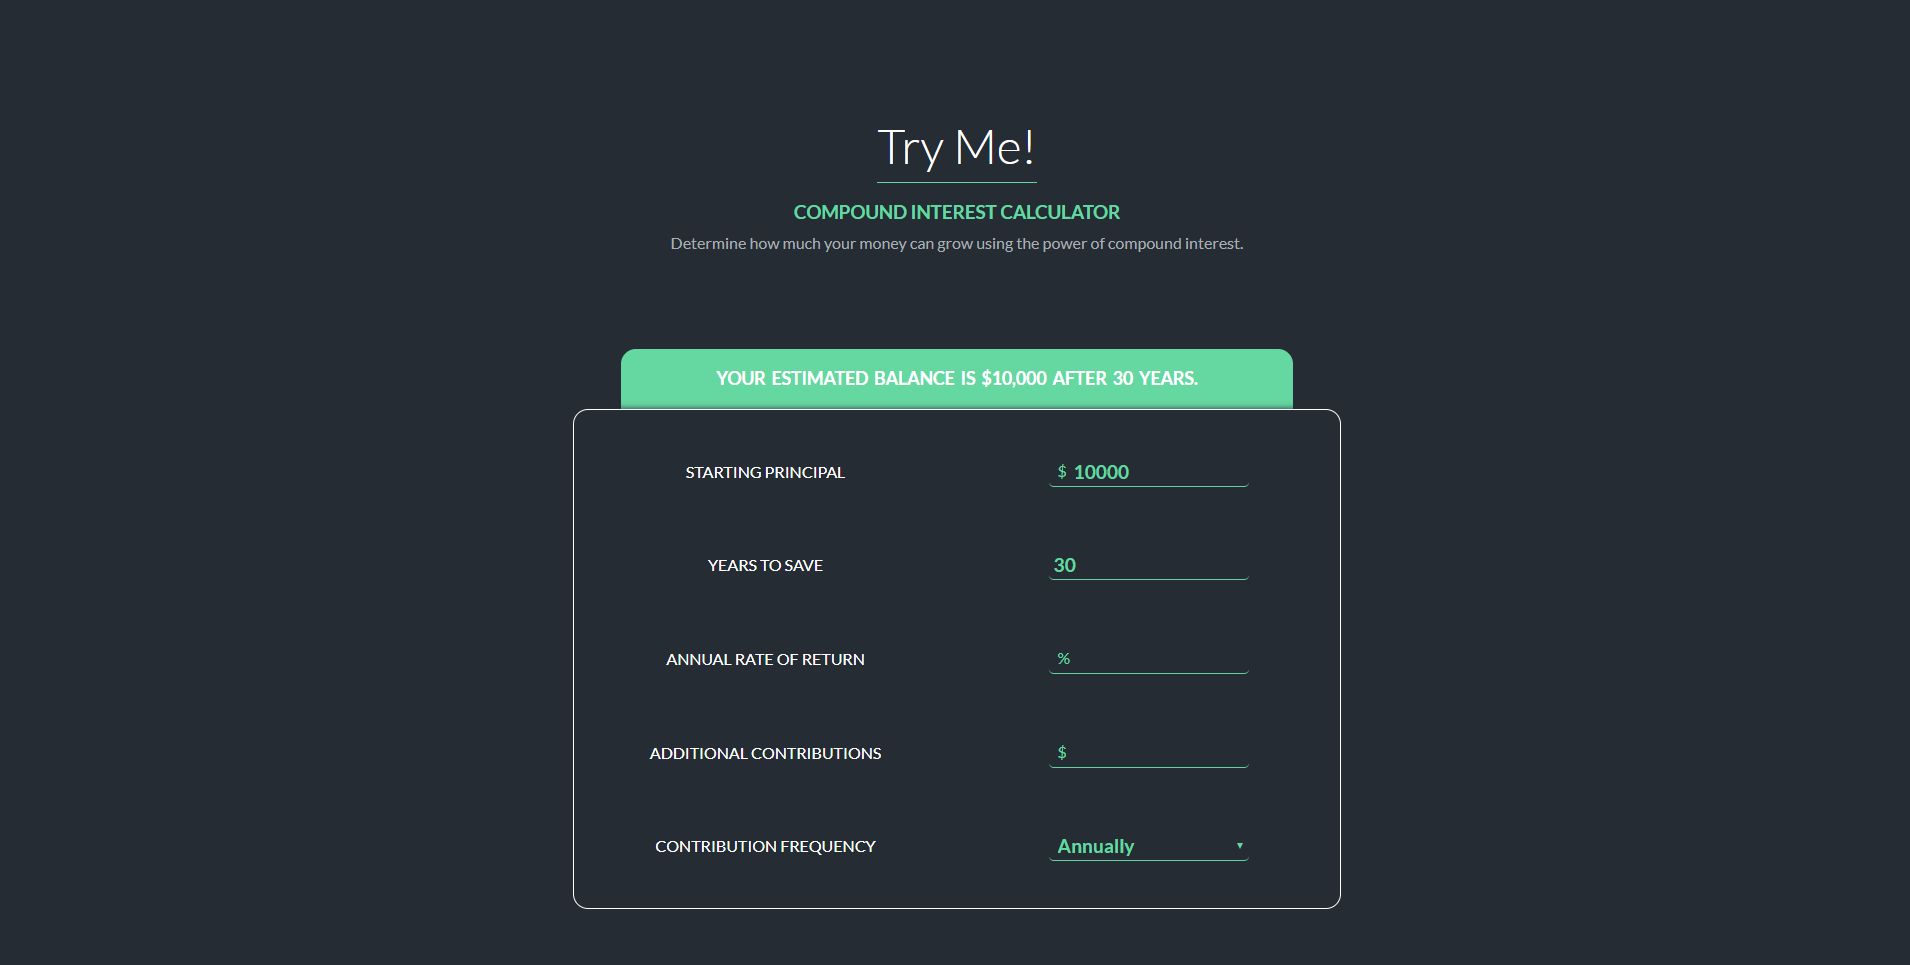 Try Me!
COMPOUND INTEREST CALCULATOR
Determine how much your money can grow using the power of compound interest.
YOUR ESTIMATED BALANCE IS $10,000 AFTER 30 YEARS.
STARTING PRINCIPAL $ 10000
YEARS TO SAVE 30
ANNUAL RATE OF RETURN %
ADDITIONAL CONTRIBUTIONS $
CONTRIBUTION FREQUENCY Annually